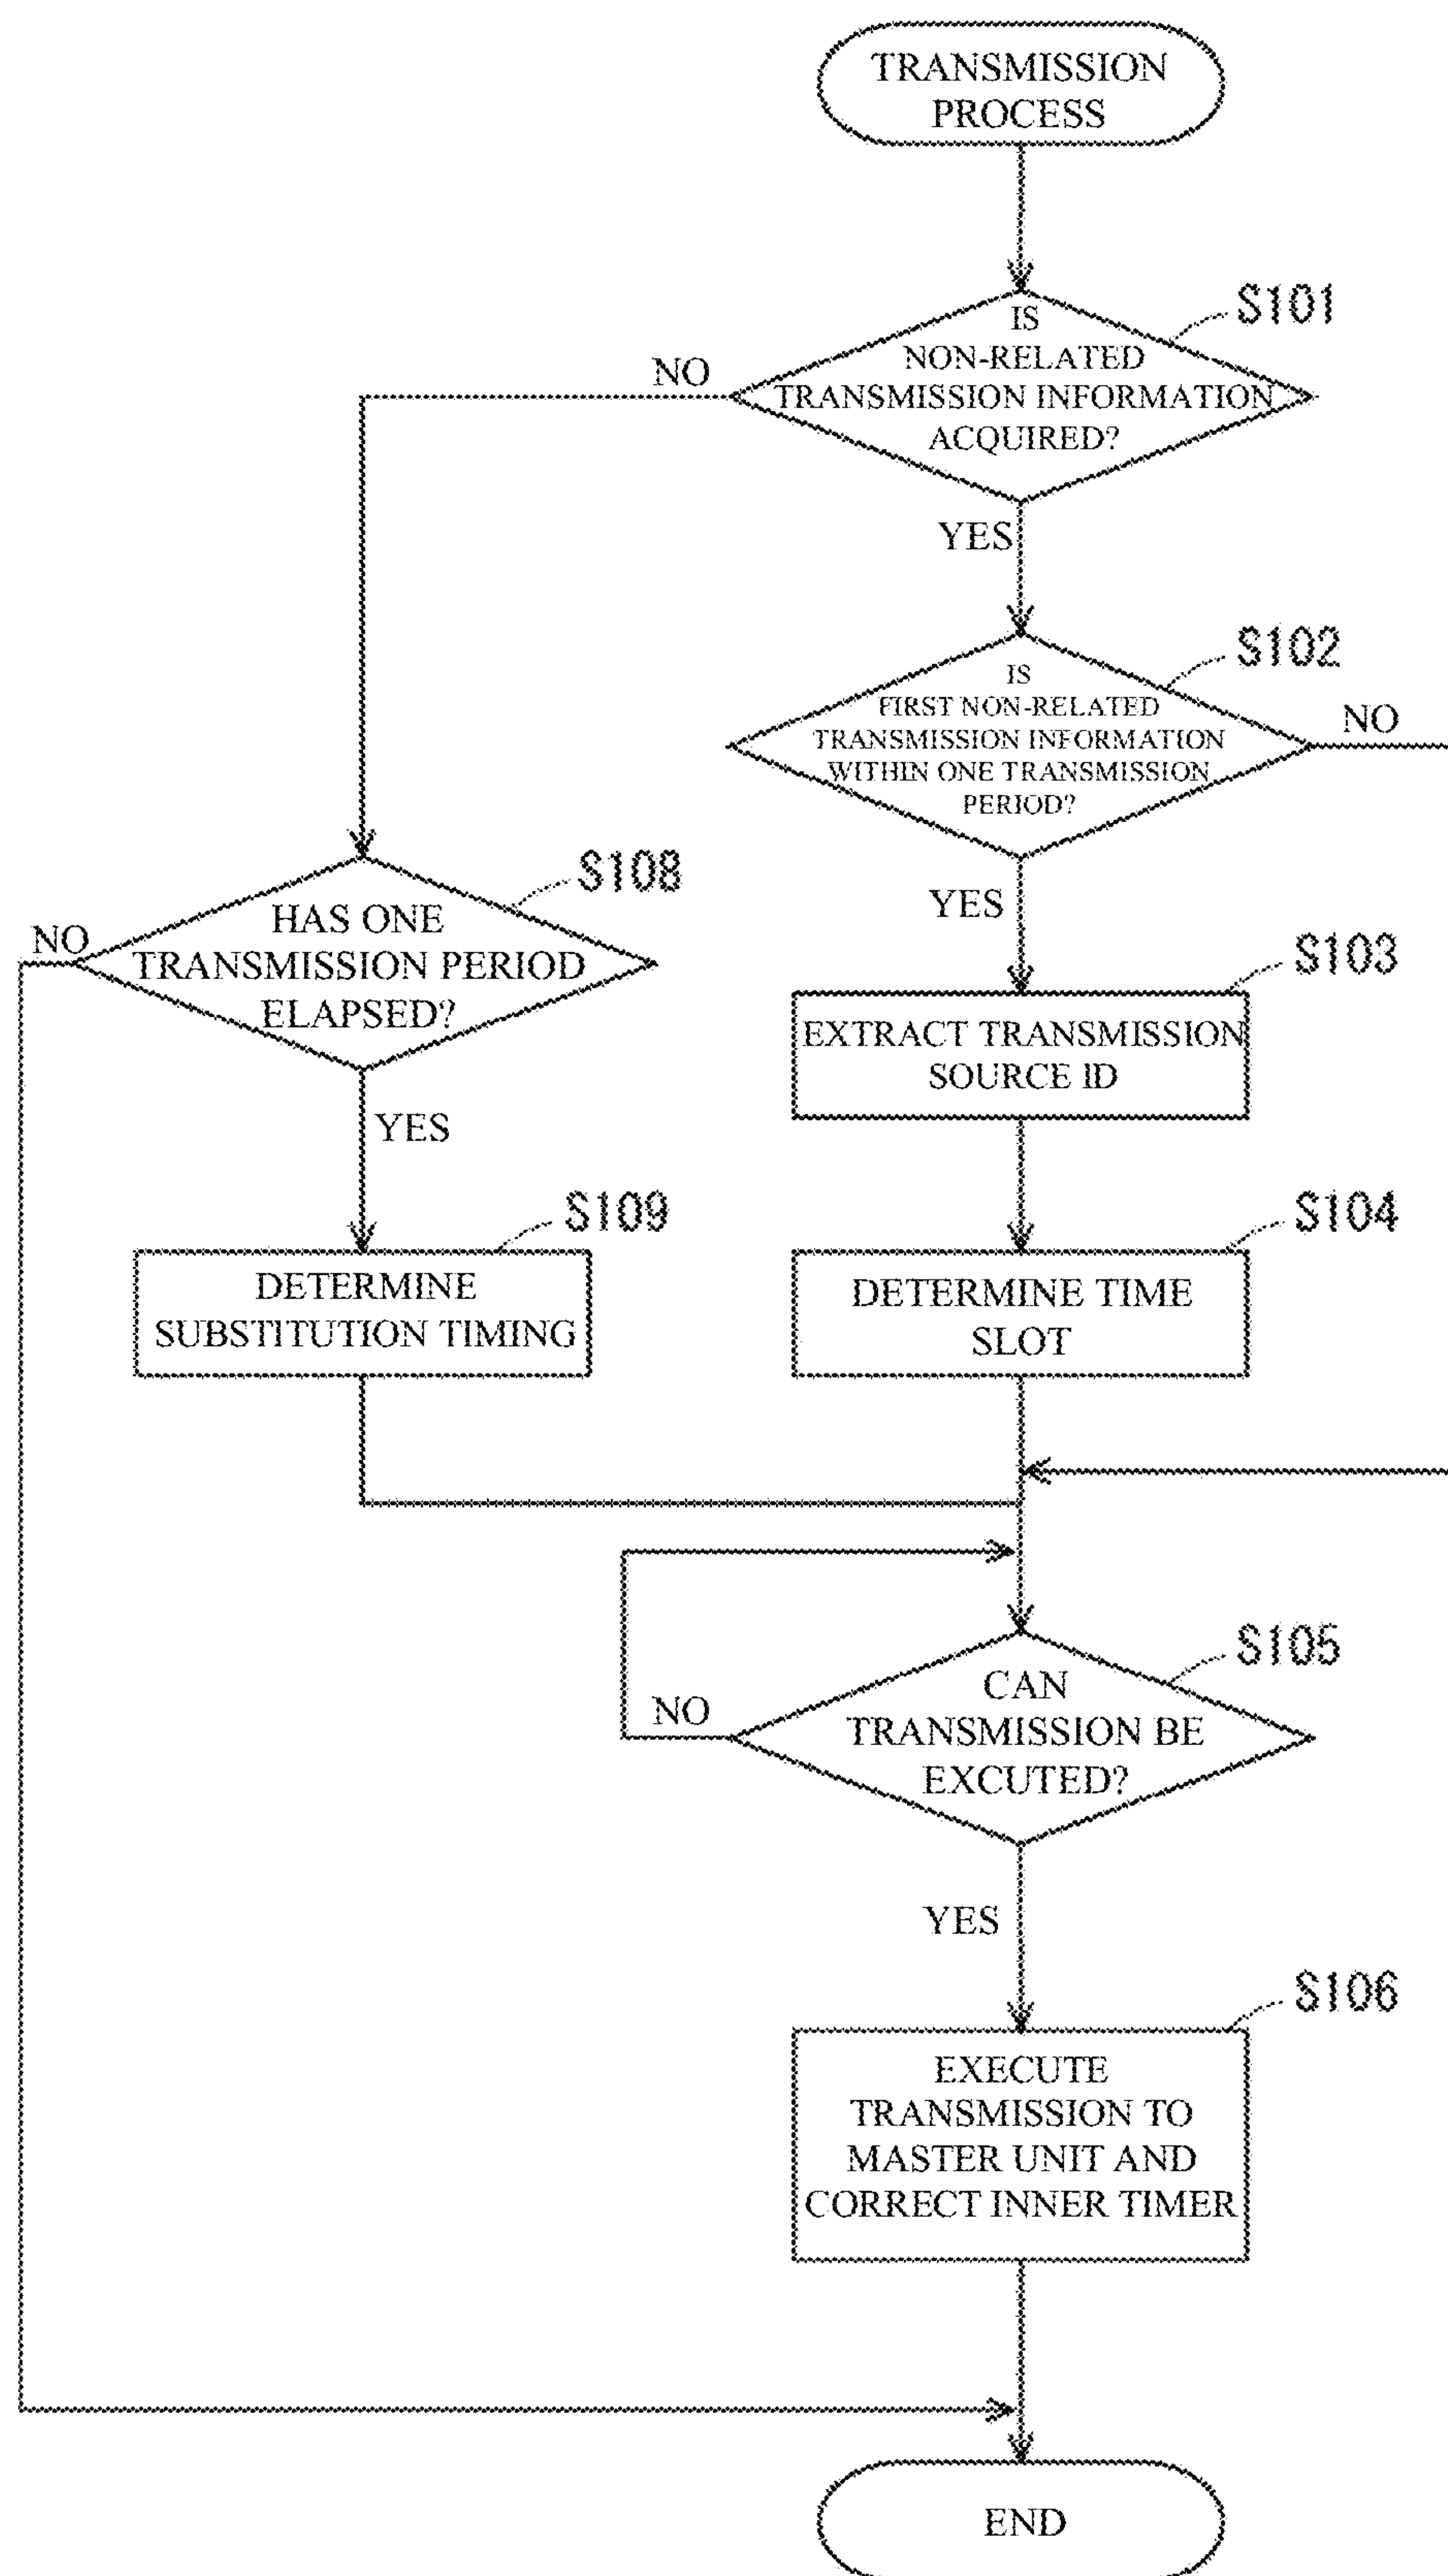 TRANSMISSION
PROCESS
S101
IS
NON-RELATED
TRANSMISSION INFORMATION
ACQUIRED?
NO
YES
S102
IS
FIRST NON-RELATED
TRANSMISSION INFORMATION
WITHIN ONE TRANSMISSION
PERIOD?
NO
YES
S108
HAS ONE
TRANSMISSION PERIOD
ELAPSED?
NO
YES
S103
EXTRACT TRANSMISSION
SOURCE ID
S109
DETERMINE
SUBSTITUTION TIMING
S104
DETERMINE TIME
SLOT
S105
CAN
TRANSMISSION BE
EXCUTED?
NO
YES
S106
EXECUTE
TRANSMISSION TO
MASTER UNIT AND
CORRECT INNER TIMER
END